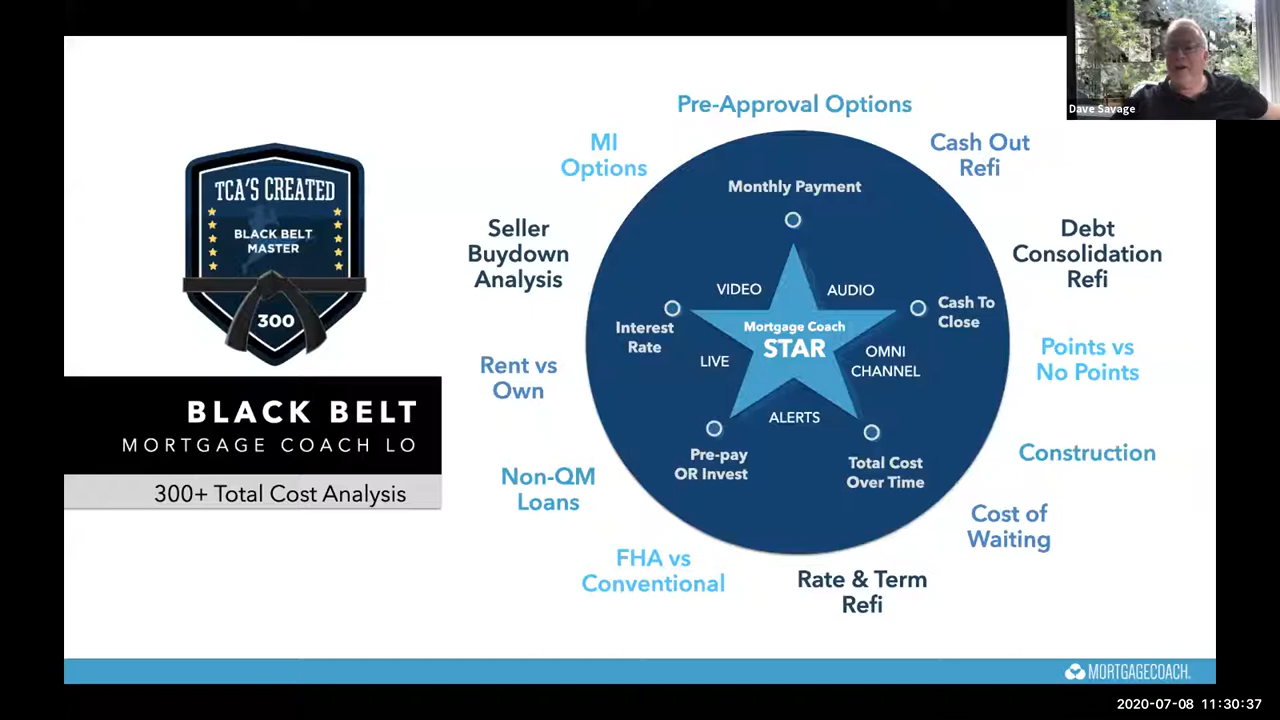 Dave Savage
TCA'S CREATED
BLACK BELT
MASTER
300
BLACK BELT
MORTGAGE COACH LO
300+ Total Cost Analysis
Pre-Approval Options
Cash Out
Refi
Debt
Consolidation
Refi
Points vs
No Points
Construction
Cost of
Waiting
Rate & Term
Refi
FHA vs
Conventional
Non-QM
Loans
Rent vs
Own
Seller
Buydown
Analysis
MI
Options
Monthly Payment
Cash To
Close
Total Cost
Over Time
Pre-pay
OR Invest
Interest
Rate
VIDEO
AUDIO
OMNI
CHANNEL
ALERTS
LIVE
Mortgage Coach
STAR
MORTGAGECOACH
2020-07-08 11:30:37